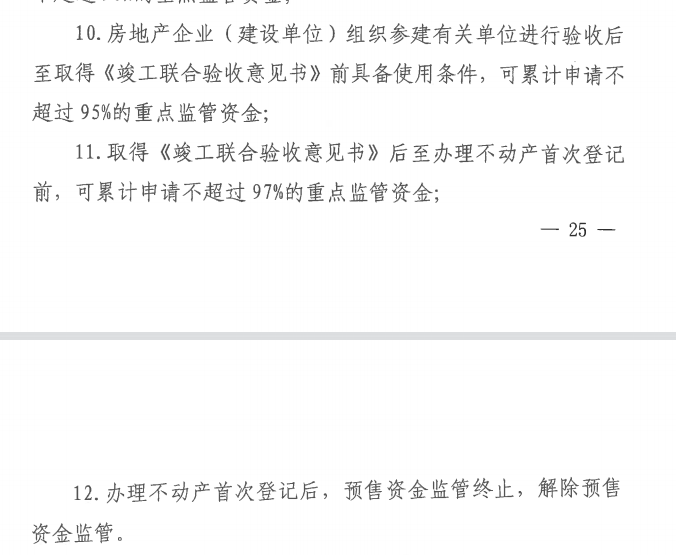 10.房地产企业（建设单位）组织参建有关单位进行验收后
至取得《竣工联合验收意见书》前具备使用条件，可累计申请不
超过95%的重点监管资金；
11.取得《竣工联合验收意见书》后至办理不动产首次登记
前，可累计申请不超过97%的重点监管资金；
— 25 —
12.办理不动产首次登记后，预售资金监管终止，解除预售
资金监管。